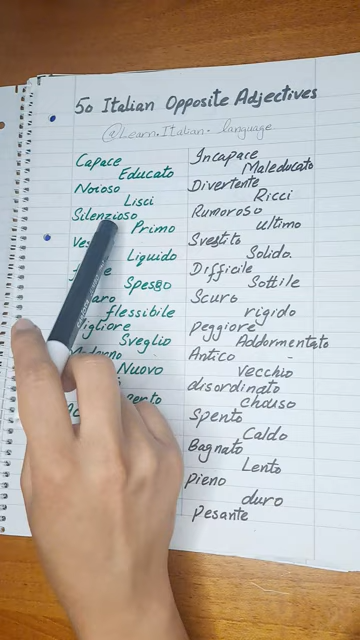 50 Italian Opposite Adjectives
@Learn.Italian.language
Capace Incapace
Educato Maleducato
Noioso Divertente
Lisci Ricci
Silenzioso Rumoroso
Primo ultimo
Svestito
Liquido Solido.
Difficile
Spesso Sottile
Scuro
flessibile rigido
peggiore
Sveglio Addormentato
Antico
Nuovo Vecchio
disordinato
chiuso
Spento
Caldo
Bagnato
Lento
pieno
duro
pesante